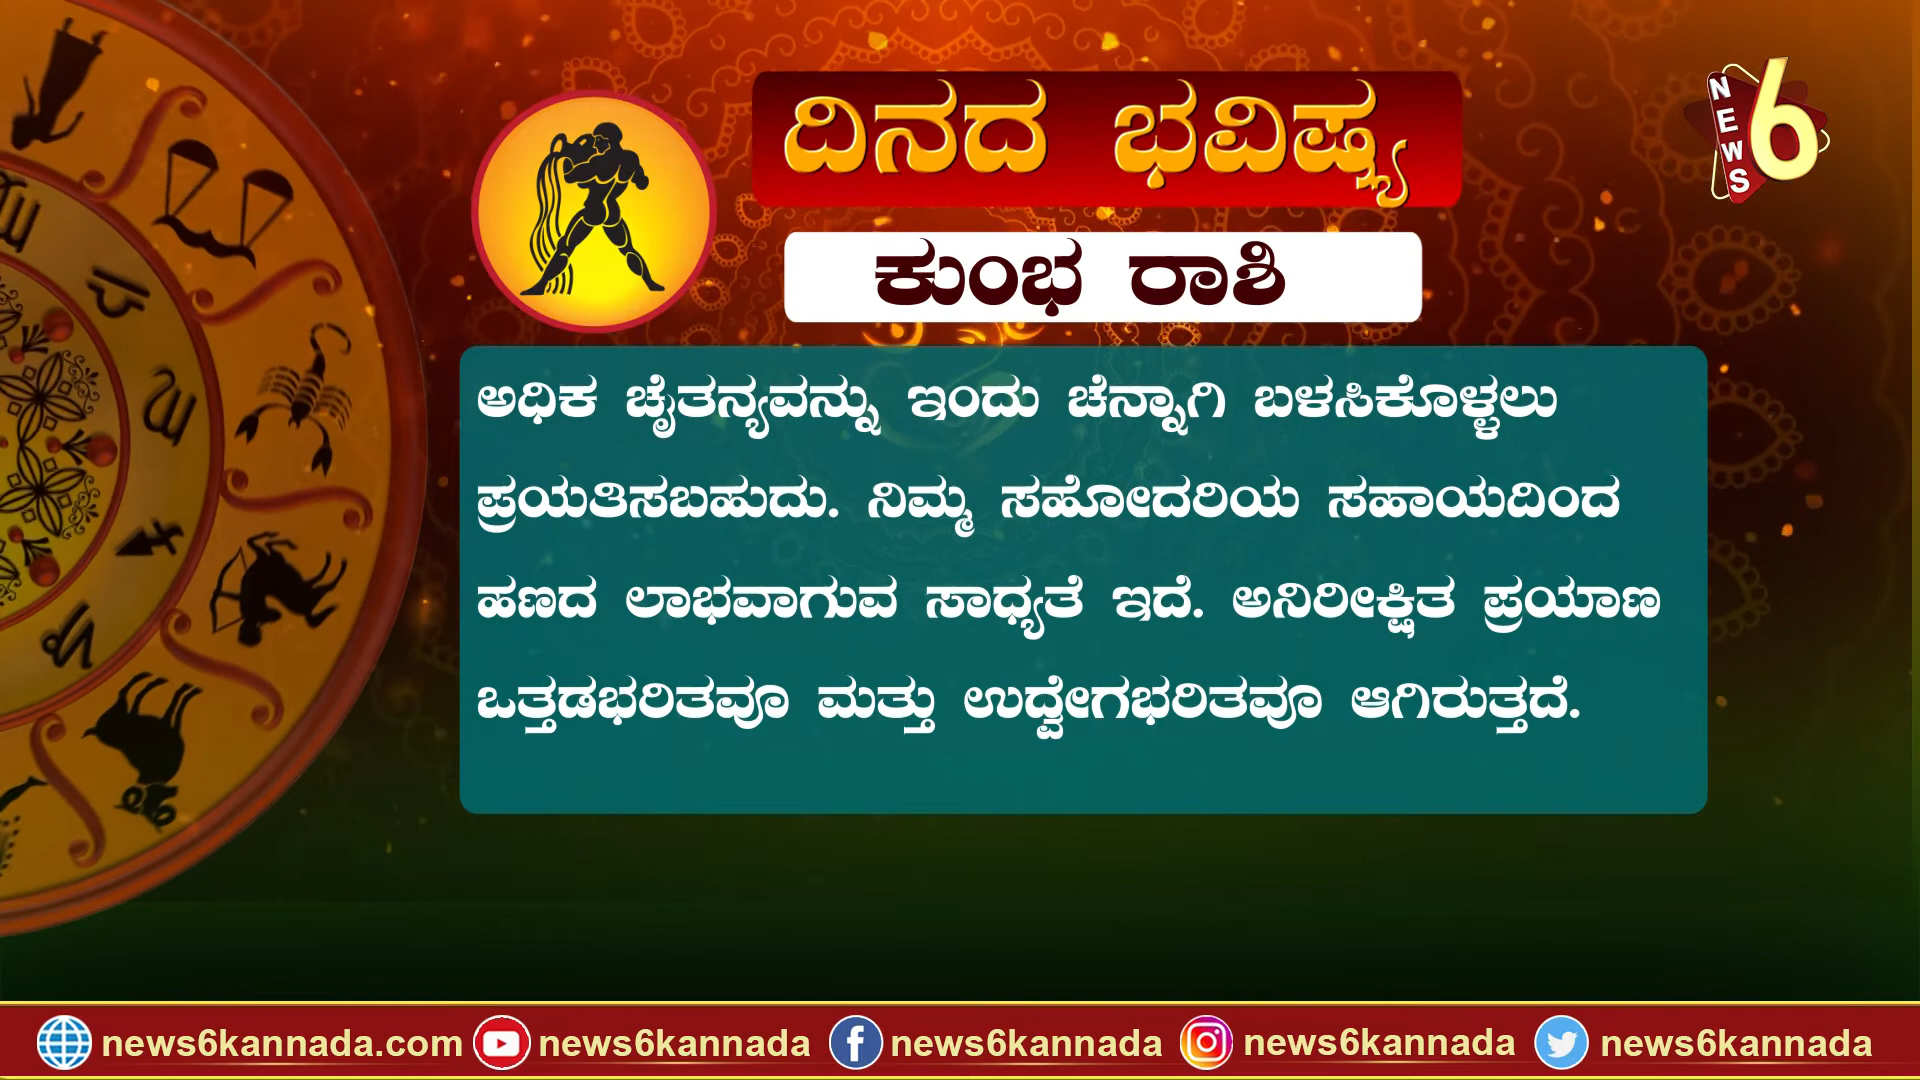 ದಿನದ ಭವಿಷ್ಯ
NEWS 6
ಕುಂಭ ರಾಶಿ
ಅಧಿಕ ಚೈತನ್ಯವನ್ನು ಇಂದು ಚೆನ್ನಾಗಿ ಬಳಸಿಕೊಳ್ಳಲು
ಪ್ರಯತಿಸಬಹುದು. ನಿಮ್ಮ ಸಹೋದರಿಯ ಸಹಾಯದಿಂದ
ಹಣದ ಲಾಭವಾಗುವ ಸಾಧ್ಯತೆ ಇದೆ. ಅನಿರೀಕ್ಷಿತ ಪ್ರಯಾಣ
ಒತ್ತಡಭರಿತವೂ ಮತ್ತು ಉದ್ವೇಗಭರಿತವೂ ಆಗಿರುತ್ತದೆ.
news6kannada.com news6kannada news6kannada news6kannada news6kannada